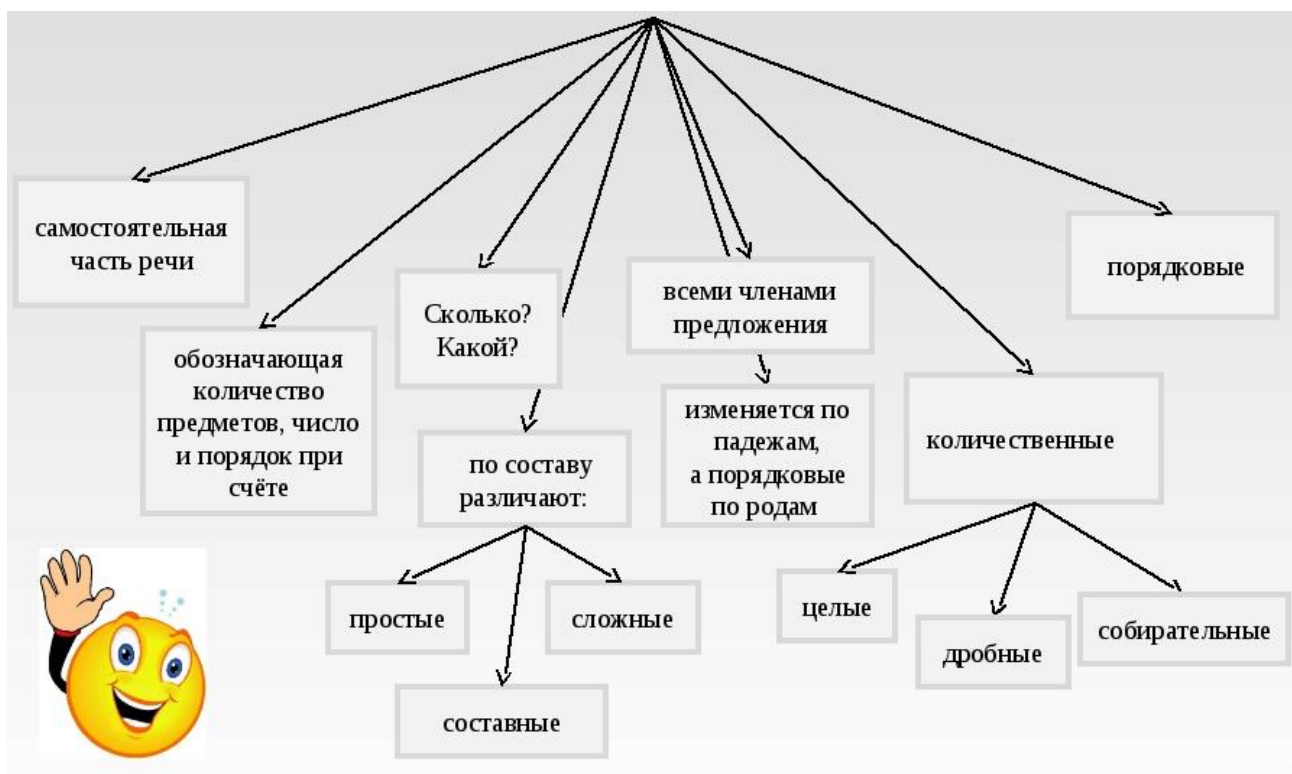 самостоятельная
часть речи
обозначающая
количество
предметов, число
и порядок при
счёте
Сколько?
Какой?
по составу
различают:
простые
составные
сложные
всеми членами
предложения
изменяется по
падежам,
а порядковые
по родам
количественные
целые
дробные
собирательные
порядковые